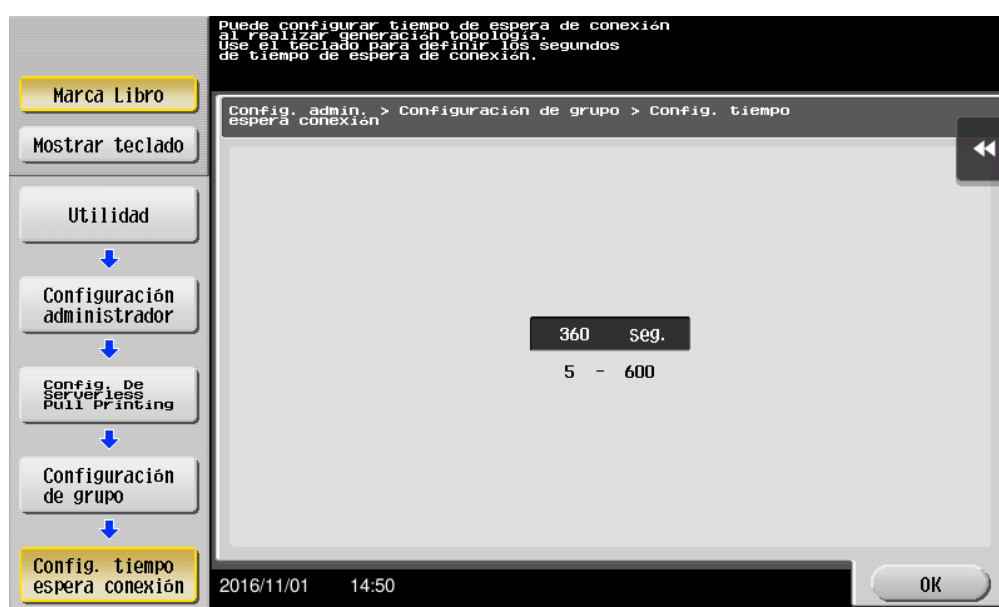 Puede configurar tiempo de espera de conexión
al realizar generación topología.
Use el teclado para definir los segundos
de tiempo de espera de conexión.
Marca Libro
Mostrar teclado
Utilidad
Configuración
administrador
Config. De
Serverless
Pull Printing
Configuración
de grupo
Config. tiempo
espera conexión
Config. admin. > Configuración de grupo > Config. tiempo
espera conexión
360 seg.
5 - 600
2016/11/01 14:50
OK